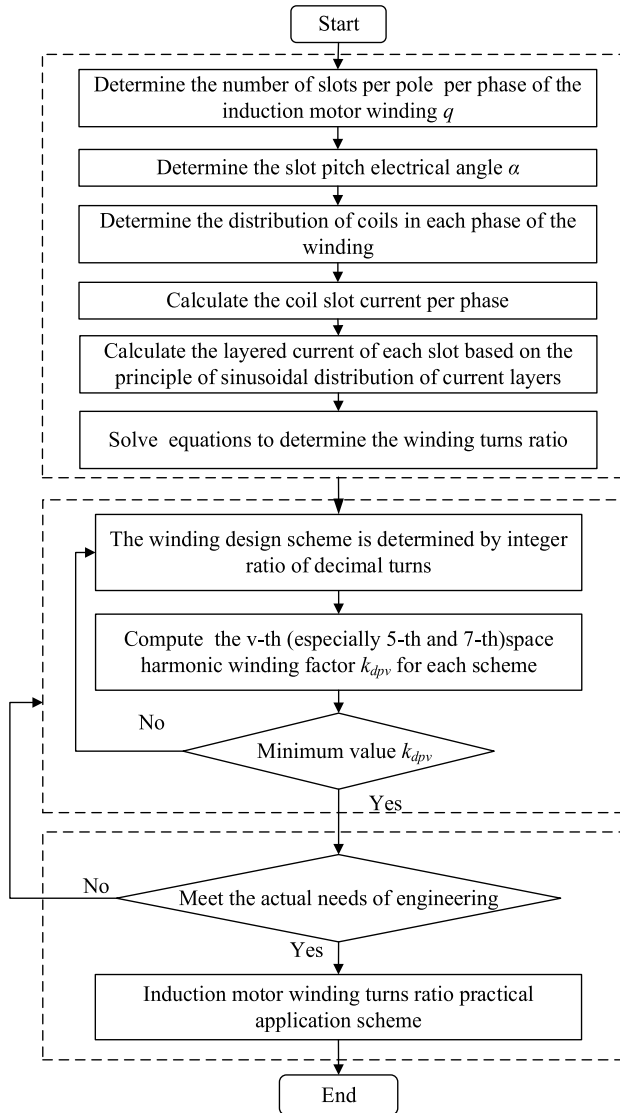 Start
Determine the number of slots per pole per phase of the
induction motor winding q
Determine the slot pitch electrical angle α
Determine the distribution of coils in each phase of the
winding
Calculate the coil slot current per phase
Calculate the layered current of each slot based on the
principle of sinusoidal distribution of current layers
Solve equations to determine the winding turns ratio
The winding design scheme is determined by integer
ratio of decimal turns
Compute the v-th (especially 5-th and 7-th)space
harmonic winding factor kdpv for each scheme
No
Minimum value kdpv
Yes
No
Meet the actual needs of engineering
Yes
Induction motor winding turns ratio practical
application scheme
End